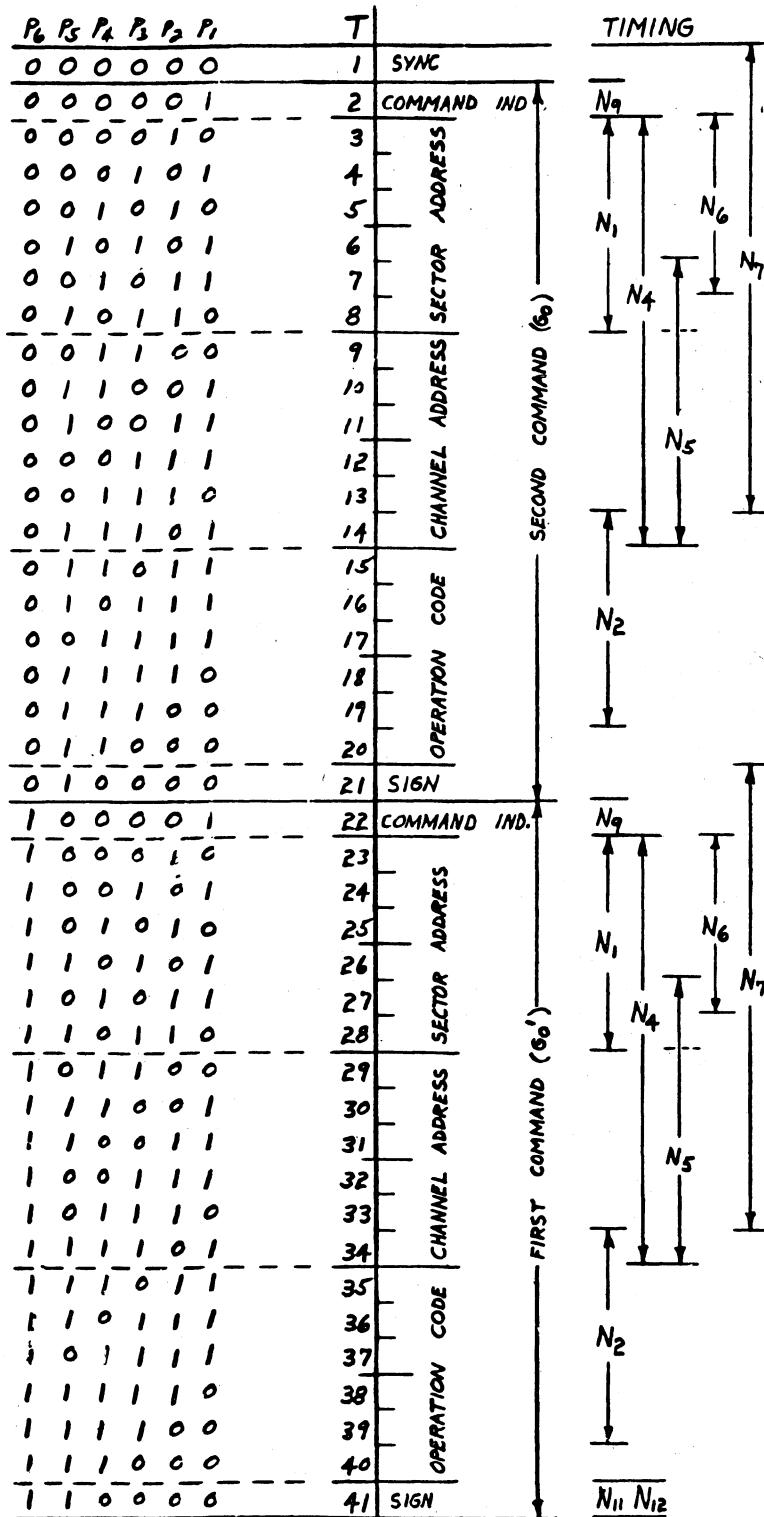 P6 P5 P4 P3 P2 P1 T TIMING
0 0 0 0 0 0 1 SYNC
0 0 0 0 0 1 2 COMMAND IND N9
0 0 0 0 1 0 3
0 0 0 1 0 1 4
0 0 1 0 1 0 5
0 1 0 1 0 1 6
0 0 1 0 1 1 7
0 1 0 1 1 0 8
SECTOR ADDRESS
0 0 1 1 0 0 9
0 1 1 0 0 1 10
0 1 0 0 1 1 11
0 0 0 1 1 1 12
0 0 1 1 1 0 13
0 1 1 1 0 1 14
CHANNEL ADDRESS
0 1 1 0 1 1 15
0 1 0 1 1 1 16
0 0 1 1 1 1 17
0 1 1 1 1 0 18
0 1 1 1 0 0 19
0 1 1 0 0 0 20
OPERATION CODE
0 1 0 0 0 0 21 SIGN
SECOND COMMAND (G0)
N1 N4 N6 N7
N5
N2
1 0 0 0 0 1 22 COMMAND IND. N9
1 0 0 0 1 0 23
1 0 0 1 0 1 24
1 0 1 0 1 0 25
1 1 0 1 0 1 26
1 0 1 0 1 1 27
1 1 0 1 1 0 28
SECTOR ADDRESS
1 0 1 1 0 0 29
1 1 1 0 0 1 30
1 1 0 0 1 1 31
1 0 0 1 1 1 32
1 0 1 1 1 0 33
1 1 1 1 0 1 34
CHANNEL ADDRESS
1 1 1 0 1 1 35
1 1 0 1 1 1 36
1 0 1 1 1 1 37
1 1 1 1 1 0 38
1 1 1 1 0 0 39
1 1 1 0 0 0 40
OPERATION CODE
1 1 0 0 0 0 41 SIGN N11 N12
FIRST COMMAND (G0')
N1 N4 N6 N7
N5
N2